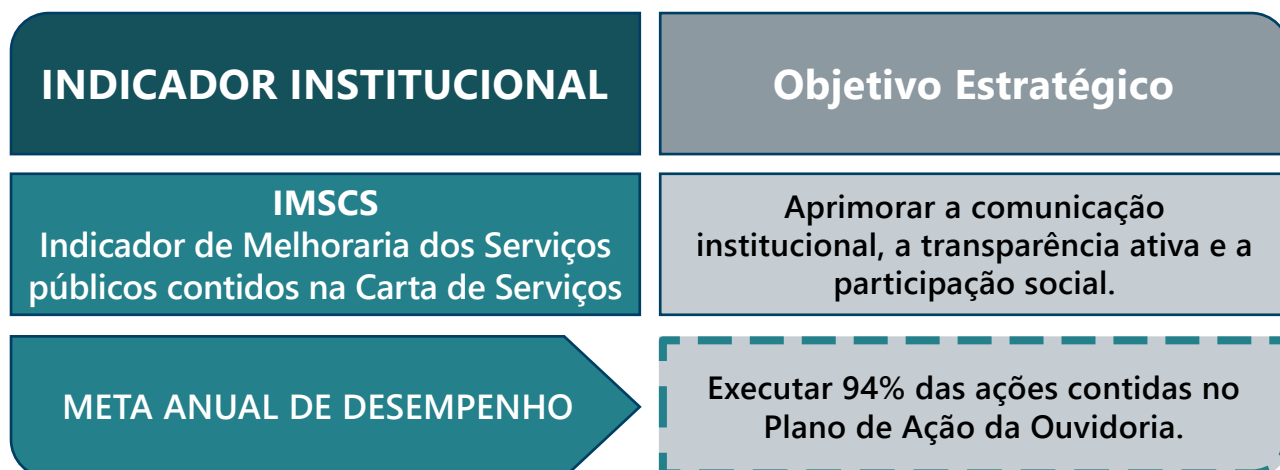 INDICADOR INSTITUCIONAL
Objetivo Estratégico
IMSCS
Indicador de Melhoraria dos Serviços
públicos contidos na Carta de Serviços
Aprimorar a comunicação
institucional, a transparência ativa e a
participação social.
META ANUAL DE DESEMPENHO
Executar 94% das ações contidas no
Plano de Ação da Ouvidoria.